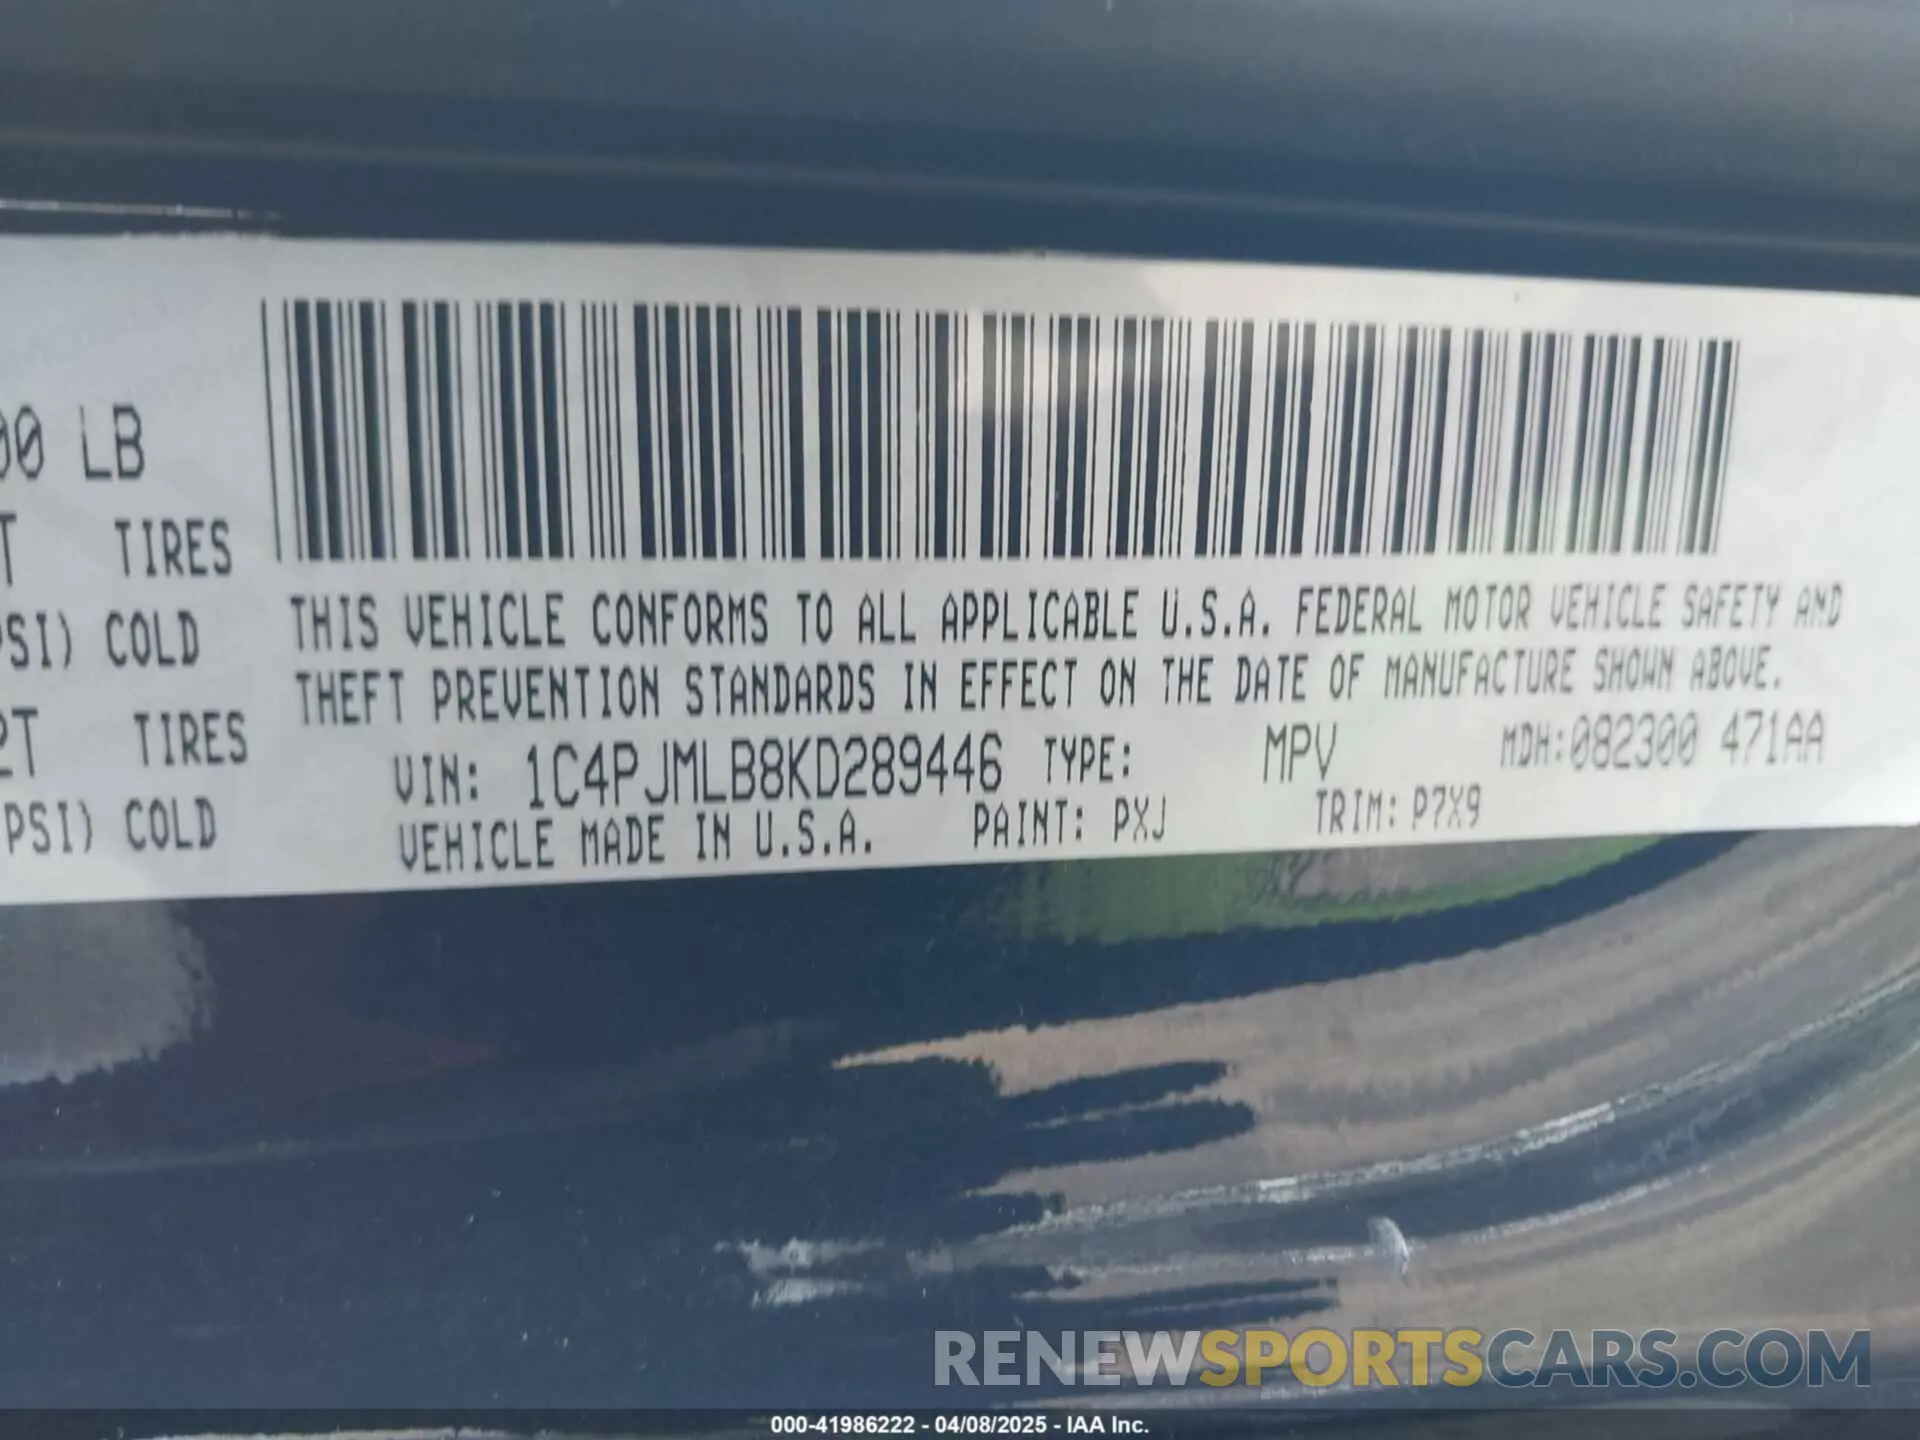 00 LB
T TIRES
PSI) COLD
2T TIRES
PSI) COLD
THIS VEHICLE CONFORMS TO ALL APPLICABLE U.S.A. FEDERAL MOTOR VEHICLE SAFETY AND
THEFT PREVENTION STANDARDS IN EFFECT ON THE DATE OF MANUFACTURE SHOWN ABOVE.
VIN: 1C4PJMLB8KD289446 TYPE: MPV MDH:082300 471AA
VEHICLE MADE IN U.S.A. PAINT: PXJ TRIM: P7X9
RENEWSPORTSCARS.COM
000-41986222 - 04/08/2025 - IAA Inc.